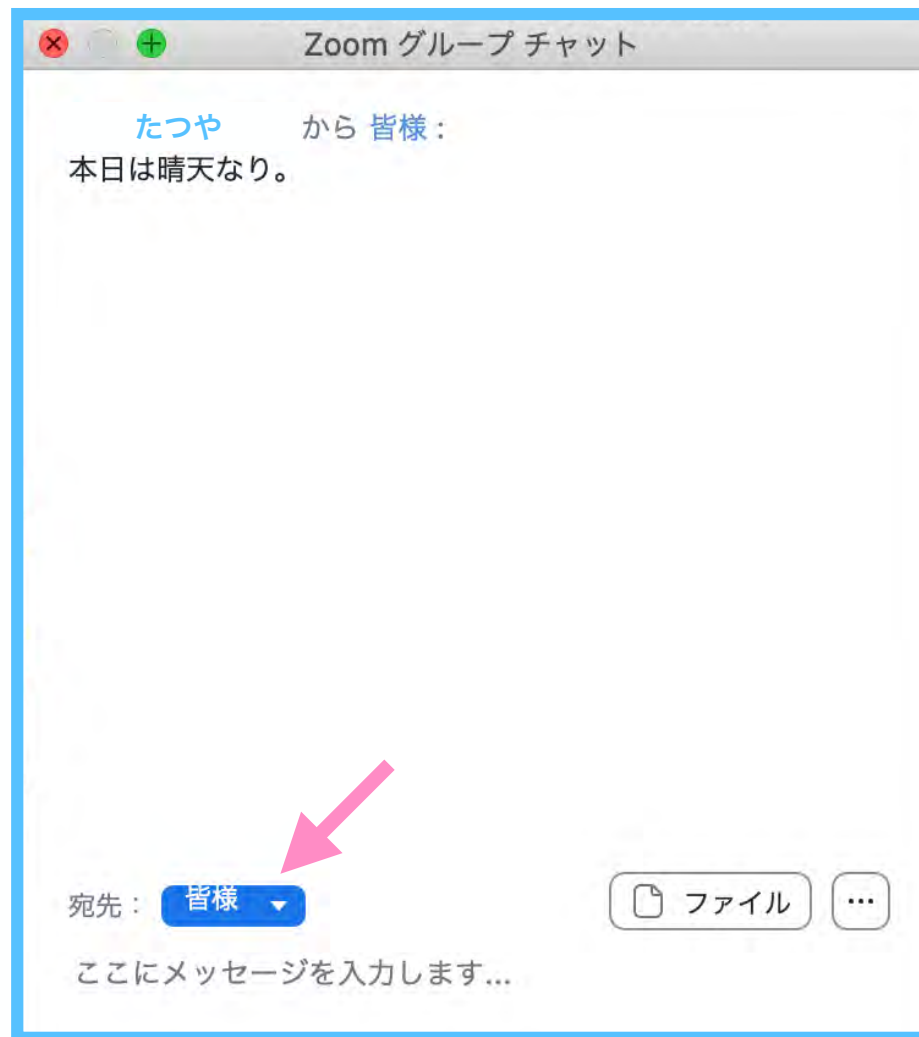 Zoom グループ チャット
たつや から 皆様：
本日は晴天なり。
宛先： 皆様 ファイル ...
ここにメッセージを入力します...